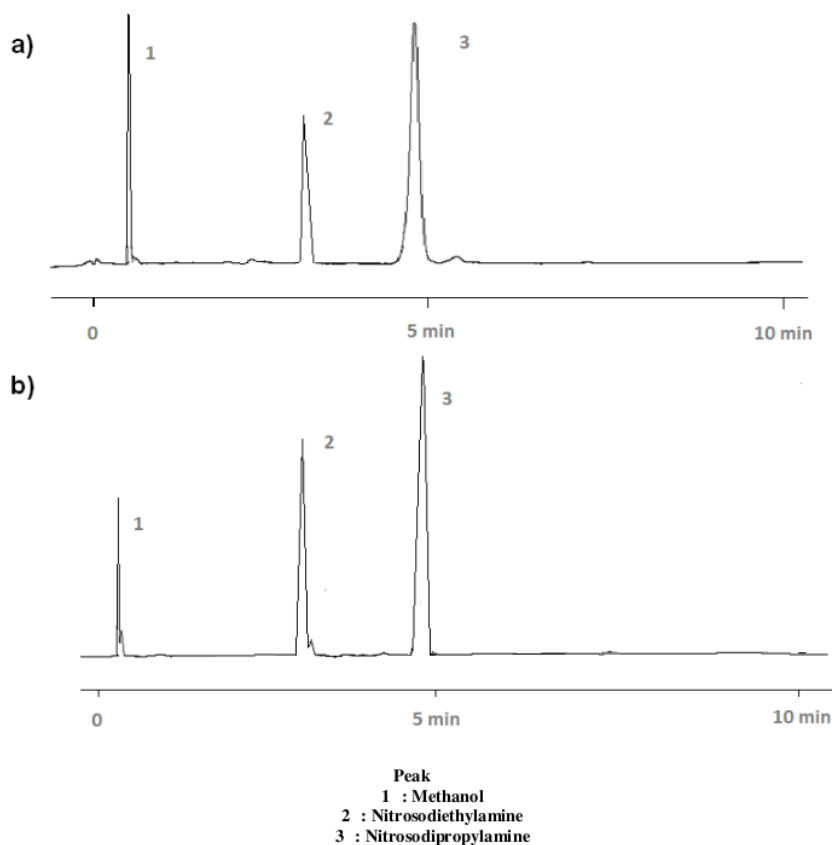 a)
1
2
3
0
5 min
10 min
b)
1
2
3
0
5 min
10 min
Peak
1 : Methanol
2 : Nitrosodiethylamine
3 : Nitrosodipropylamine